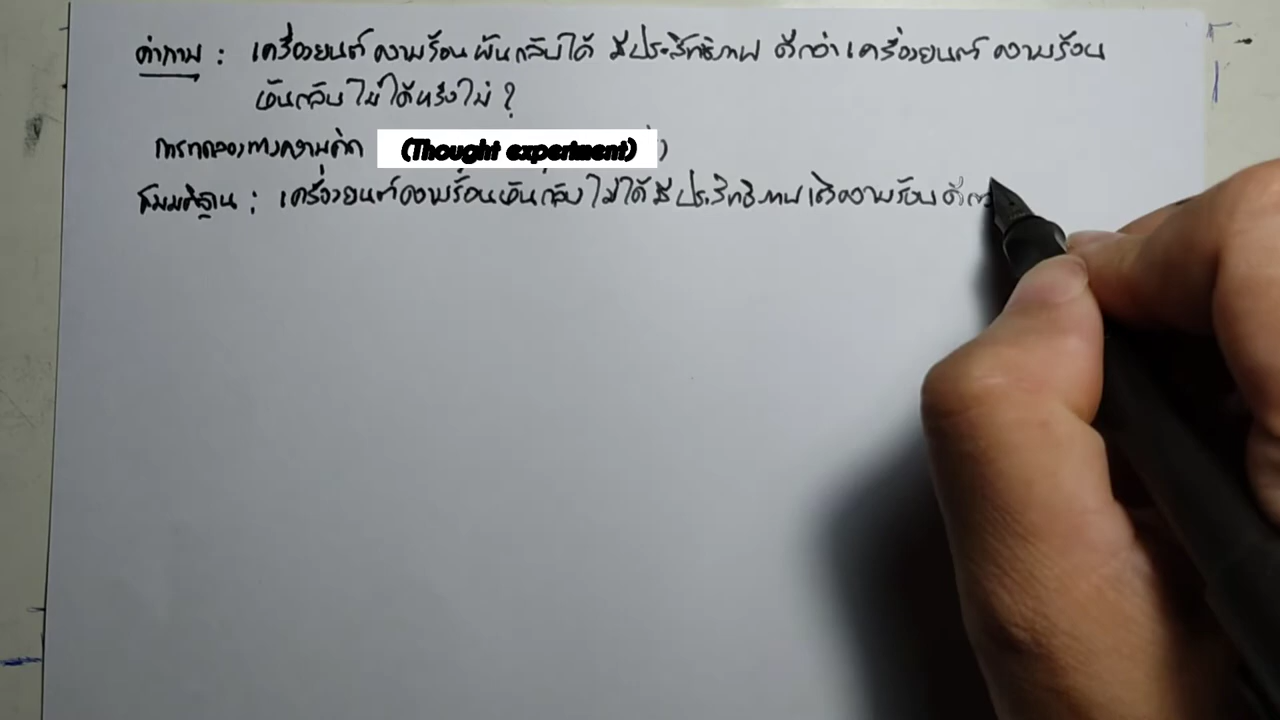 คำถาม : เครื่องยนต์ความร้อนผันกลับได้ มีประสิทธิภาพ ดีกว่าเครื่องยนต์ความร้อน
ผันกลับไม่ได้หรือไม่ ?
การทดลองทางความคิด (Thought experiment) )
สมมติฐาน : เครื่องยนต์ความร้อนผันกลับไม่ได้ มีประสิทธิภาพเชิงความร้อน ดีกว